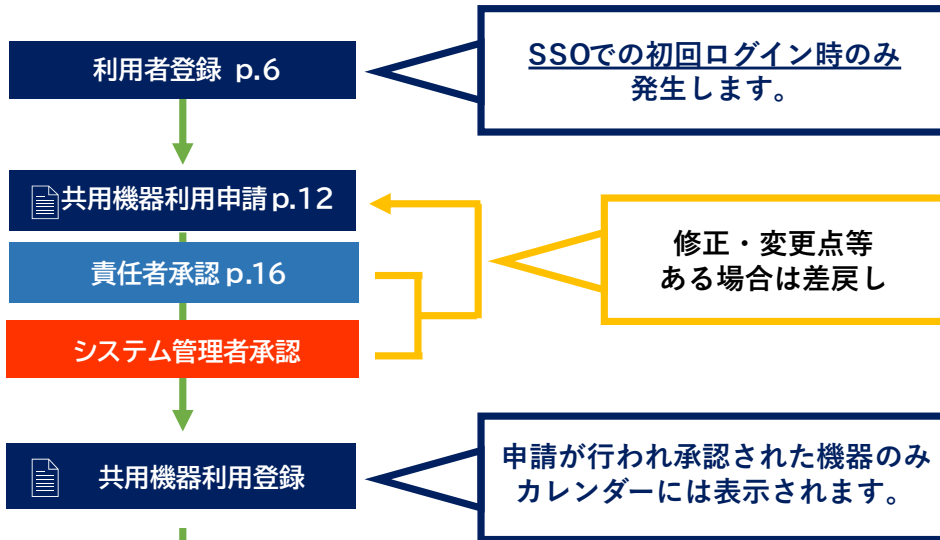 利用者登録 p.6
SSOでの初回ログイン時のみ
発生します。
共用機器利用申請 p.12
責任者承認 p.16
修正・変更点等
ある場合は差戻し
システム管理者承認
共用機器利用登録
申請が行われ承認された機器のみ
カレンダーには表示されます。